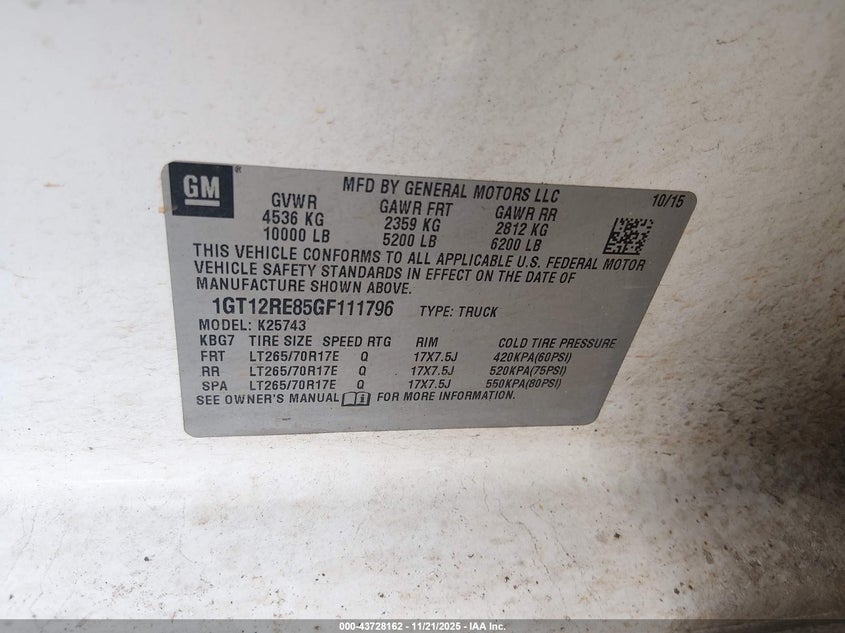 GM®
MFD BY GENERAL MOTORS LLC 10/15
GVWR GAWR FRT GAWR RR
4536 KG 2359 KG 2812 KG
10000 LB 5200 LB 6200 LB
THIS VEHICLE CONFORMS TO ALL APPLICABLE U.S. FEDERAL MOTOR
VEHICLE SAFETY STANDARDS IN EFFECT ON THE DATE OF
MANUFACTURE SHOWN ABOVE.
1GT12RE85GF111796 TYPE: TRUCK
MODEL: K25743
KBG7 TIRE SIZE SPEED RTG RIM COLD TIRE PRESSURE
FRT LT265/70R17E Q 17X7.5J 420KPA(60PSI)
RR LT265/70R17E Q 17X7.5J 520KPA(75PSI)
SPA LT265/70R17E Q 17X7.5J 550KPA(80PSI)
SEE OWNER'S MANUAL FOR MORE INFORMATION.
000-43728162 - 11/21/2025 - IAA Inc.